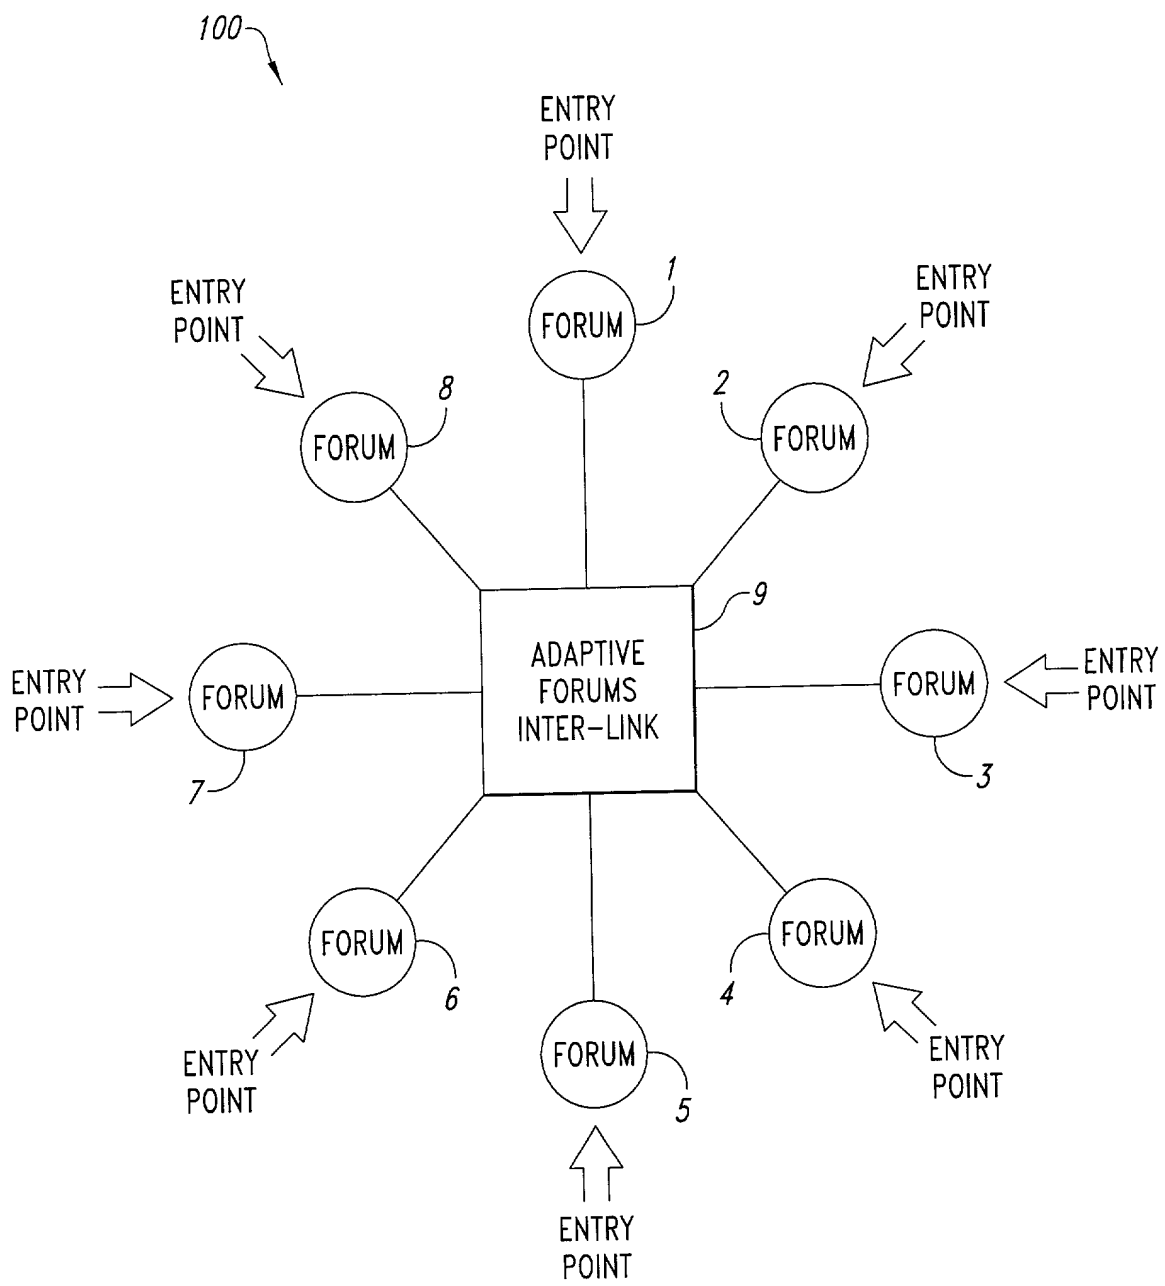 100
ENTRY
POINT
1
FORUM
ENTRY
POINT
ENTRY
POINT
8
FORUM
2
FORUM
9
ADAPTIVE
FORUMS
INTER-LINK
ENTRY
POINT
FORUM
7
FORUM
3
ENTRY
POINT
FORUM
6
ENTRY
POINT
FORUM
4
ENTRY
POINT
FORUM
5
ENTRY
POINT